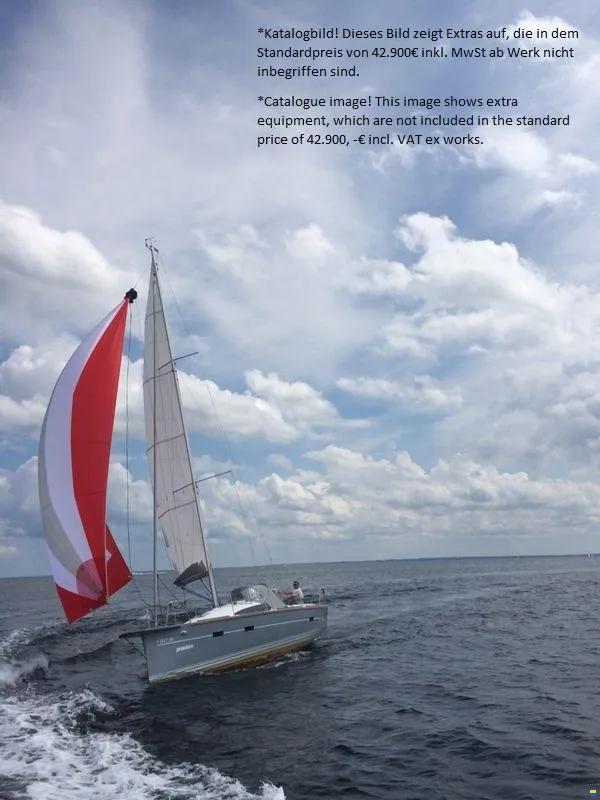 *Katalogbild! Dieses Bild zeigt Extras auf, die in dem
Standardpreis von 42.900€ inkl. MwSt ab Werk nicht
inbegriffen sind.
*Catalogue image! This image shows extra
equipment, which are not included in the standard
price of 42.900, -€ incl. VAT ex works.